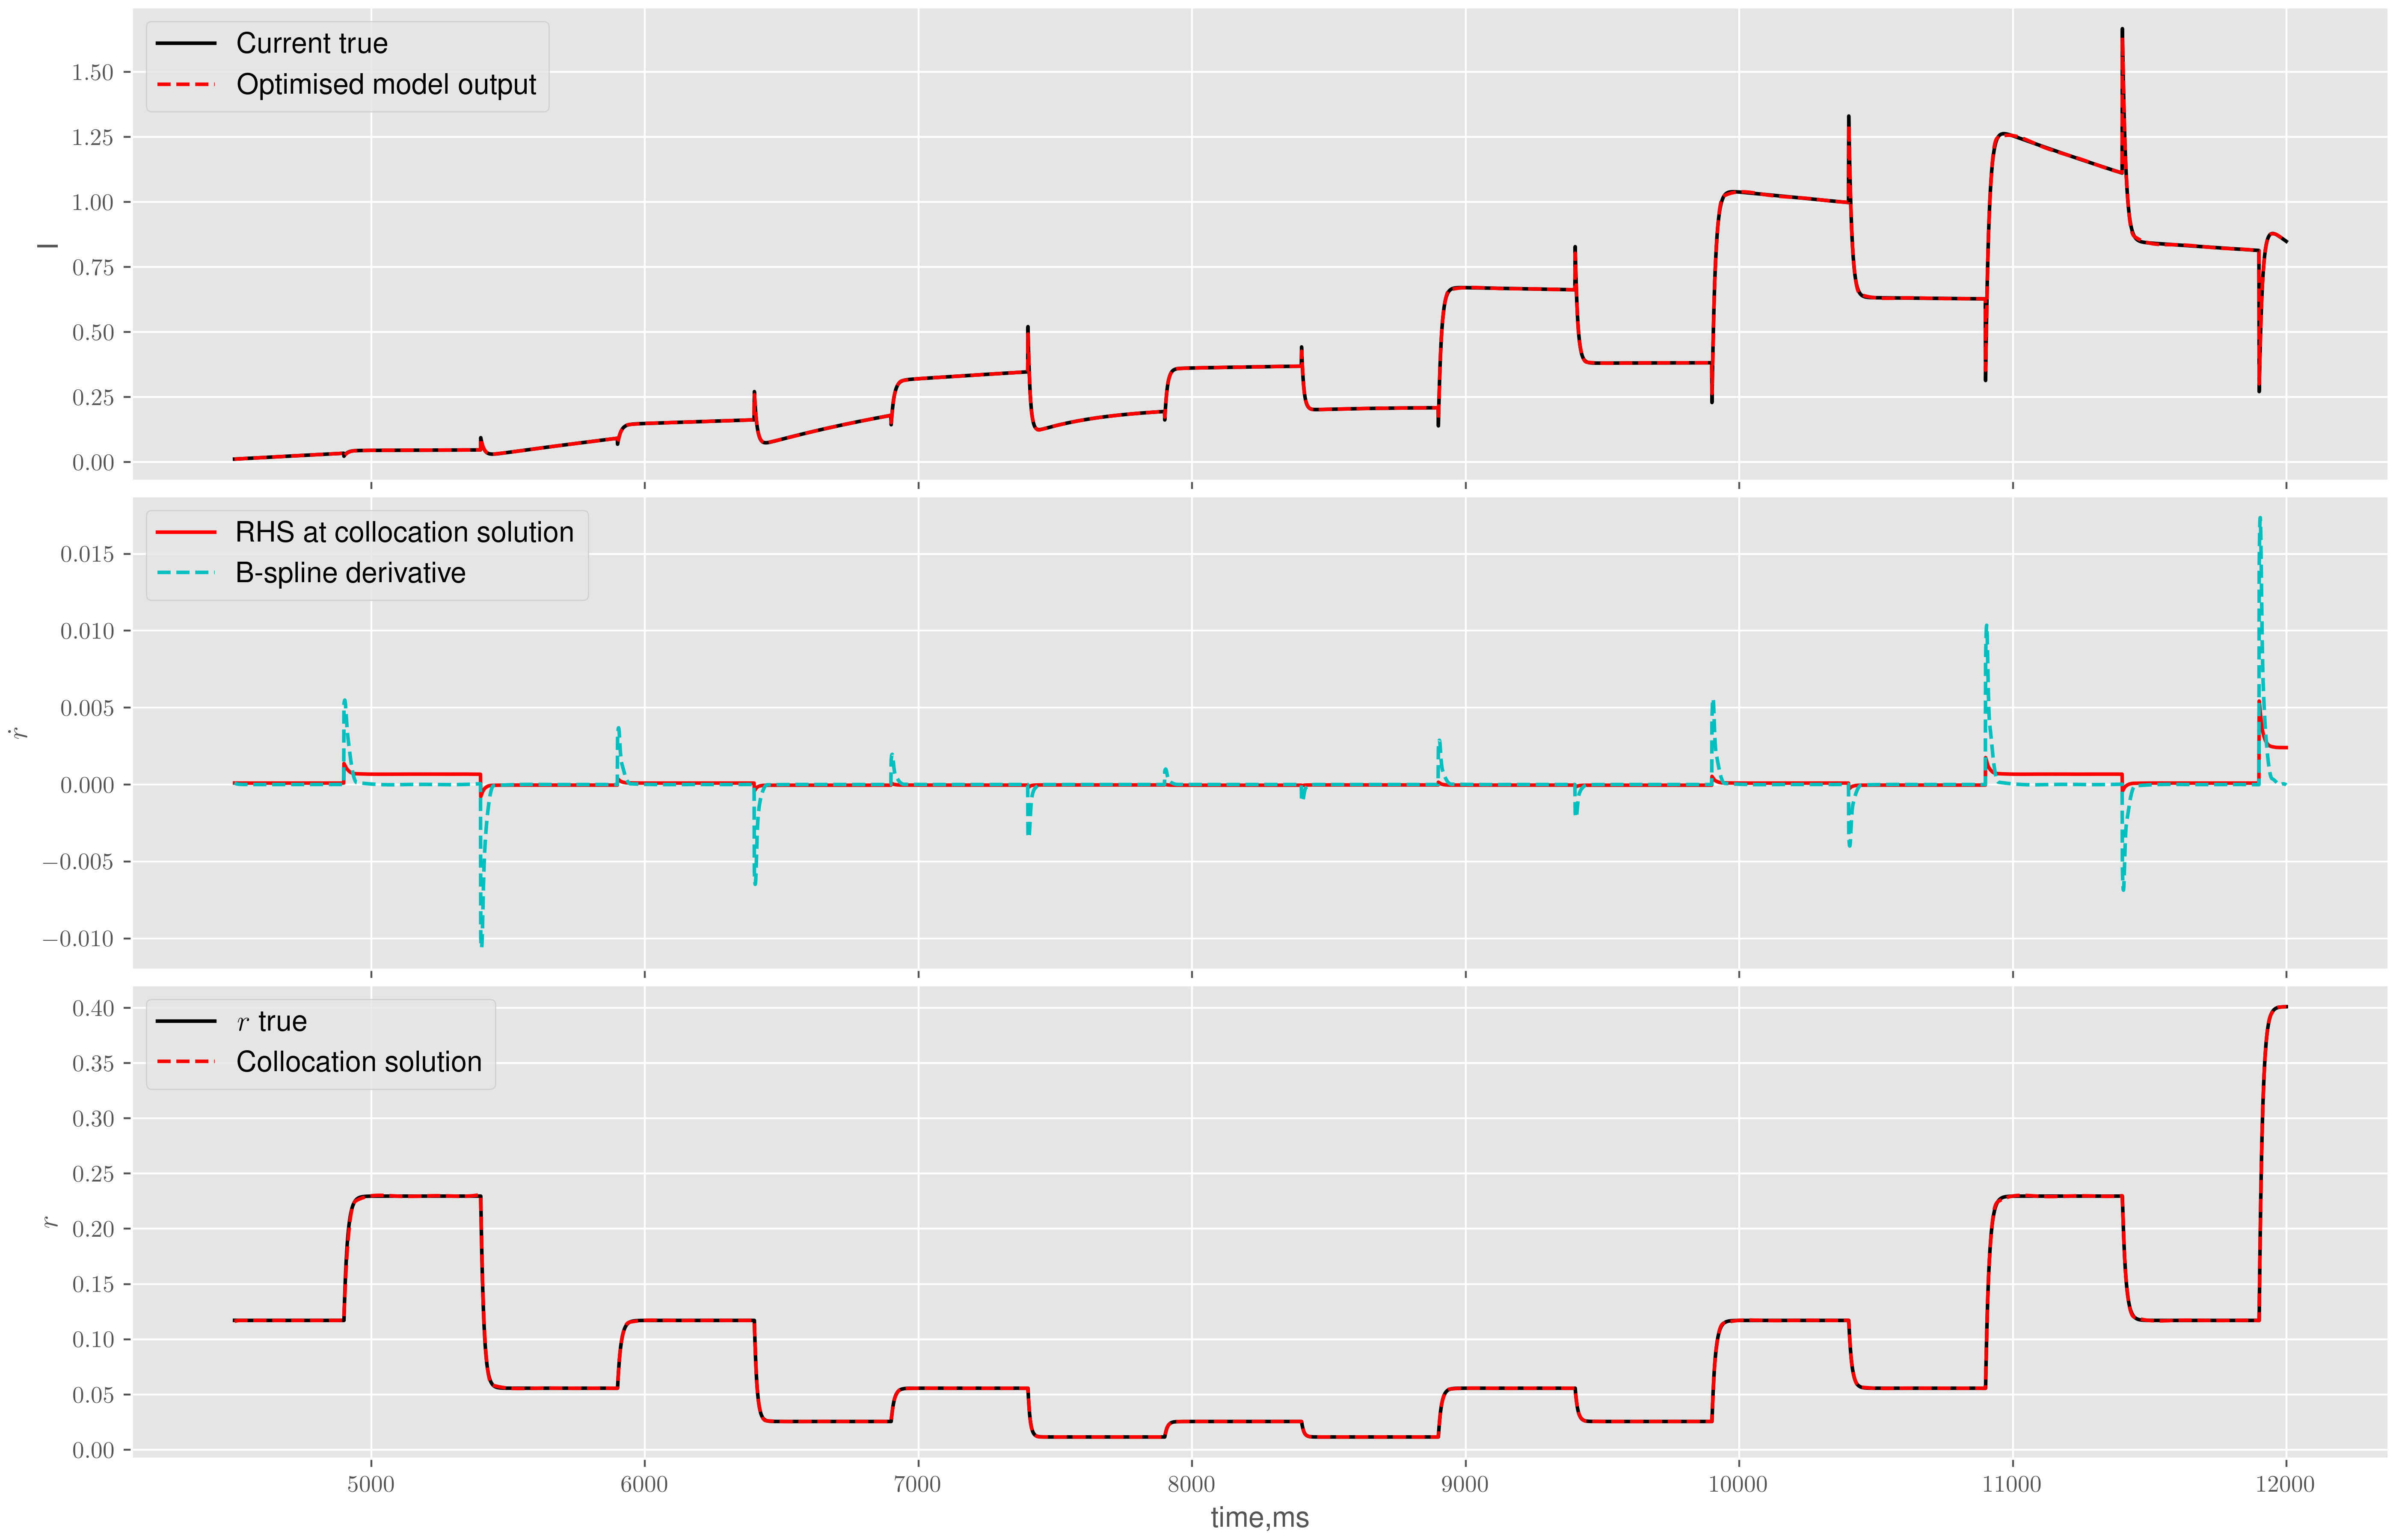 Current true
Optimised model output
1.50
1.25
1.00
0.75
0.50
0.25
0.00
I
RHS at collocation solution
B-spline derivative
0.015
0.010
0.005
0.000
−0.005
−0.010
ṙ
r true
Collocation solution
0.40
0.35
0.30
0.25
0.20
0.15
0.10
0.05
0.00
r
5000 6000 7000 8000 9000 10000 11000 12000
time,ms